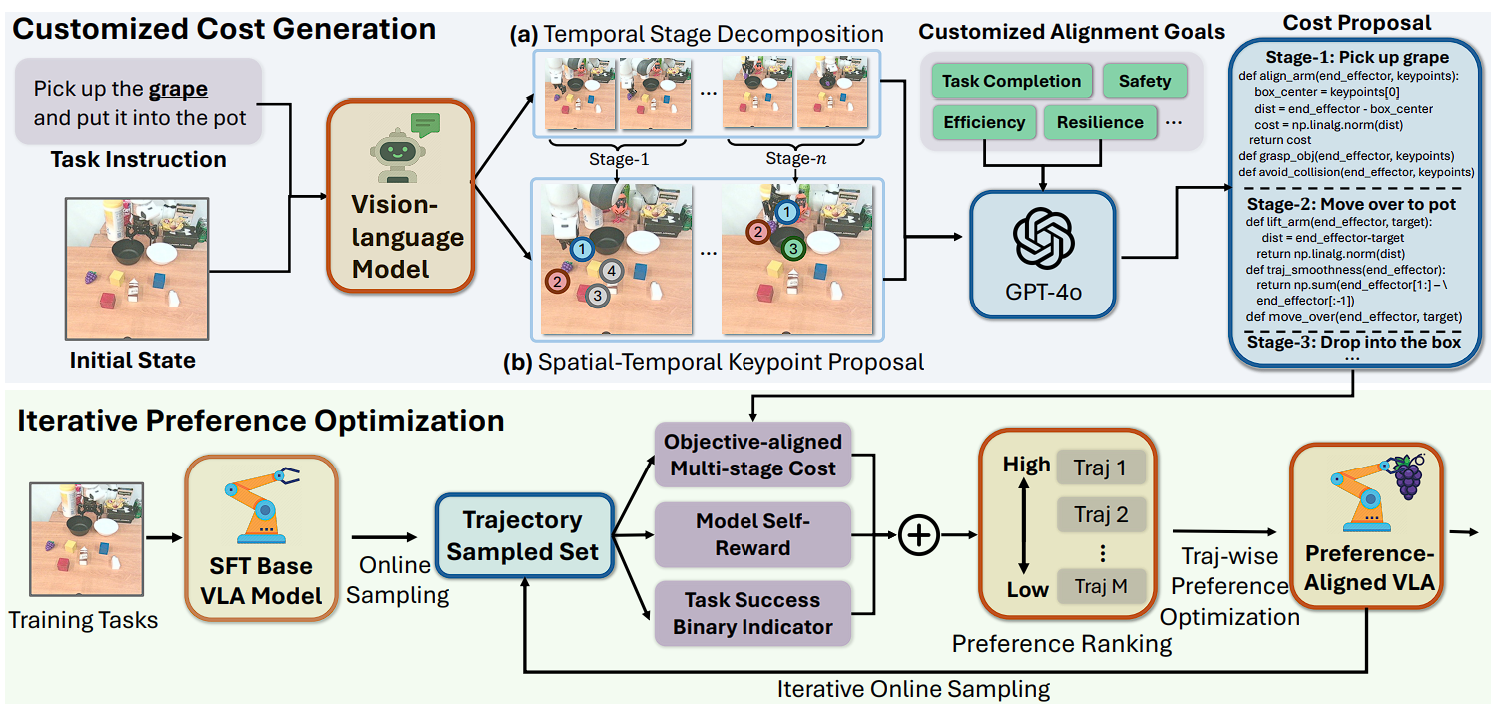 Customized Cost Generation
Pick up the grape
and put it into the pot
Task Instruction
Initial State
Vision-
language
Model
(a) Temporal Stage Decomposition
...
Stage-1
Stage-n
1
2
3
4
...
1
2
3
(b) Spatial-Temporal Keypoint Proposal
Customized Alignment Goals
Task Completion
Safety
Efficiency
Resilience
...
GPT-4o
Cost Proposal
Stage-1: Pick up grape
def align_arm(end_effector, keypoints):
box_center = keypoints[0]
dist = end_effector - box_center
cost = np.linalg.norm(dist)
return cost
def grasp_obj(end_effector, keypoints)
def avoid_collision(end_effector, keypoints)
Stage-2: Move over to pot
def lift_arm(end_effector, target):
dist = end_effector-target
return np.linalg.norm(dist)
def traj_smoothness(end_effector):
return np.sum(end_effector[1:] – \
end_effector[:-1])
def move_over(end_effector, target)
Stage-3: Drop into the box
...
Iterative Preference Optimization
Training Tasks
SFT Base
VLA Model
Online
Sampling
Trajectory
Sampled Set
Objective-aligned
Multi-stage Cost
Model Self-
Reward
Task Success
Binary Indicator
High
Low
Traj 1
Traj 2
⋮
Traj M
Preference Ranking
Traj-wise
Preference
Optimization
Preference-
Aligned VLA
Iterative Online Sampling